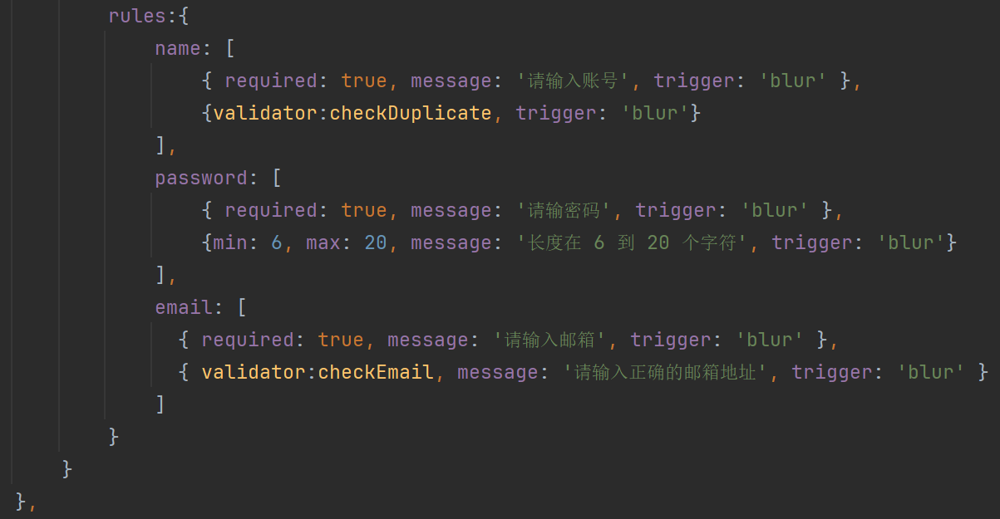 rules:{
name: [
{ required: true, message: '请输入账号', trigger: 'blur' },
{validator:checkDuplicate, trigger: 'blur'}
],
password: [
{ required: true, message: '请输密码', trigger: 'blur' },
{min: 6, max: 20, message: '长度在 6 到 20 个字符', trigger: 'blur'}
],
email: [
{ required: true, message: '请输入邮箱', trigger: 'blur' },
{ validator:checkEmail, message: '请输入正确的邮箱地址', trigger: 'blur' }
]
}
}
},